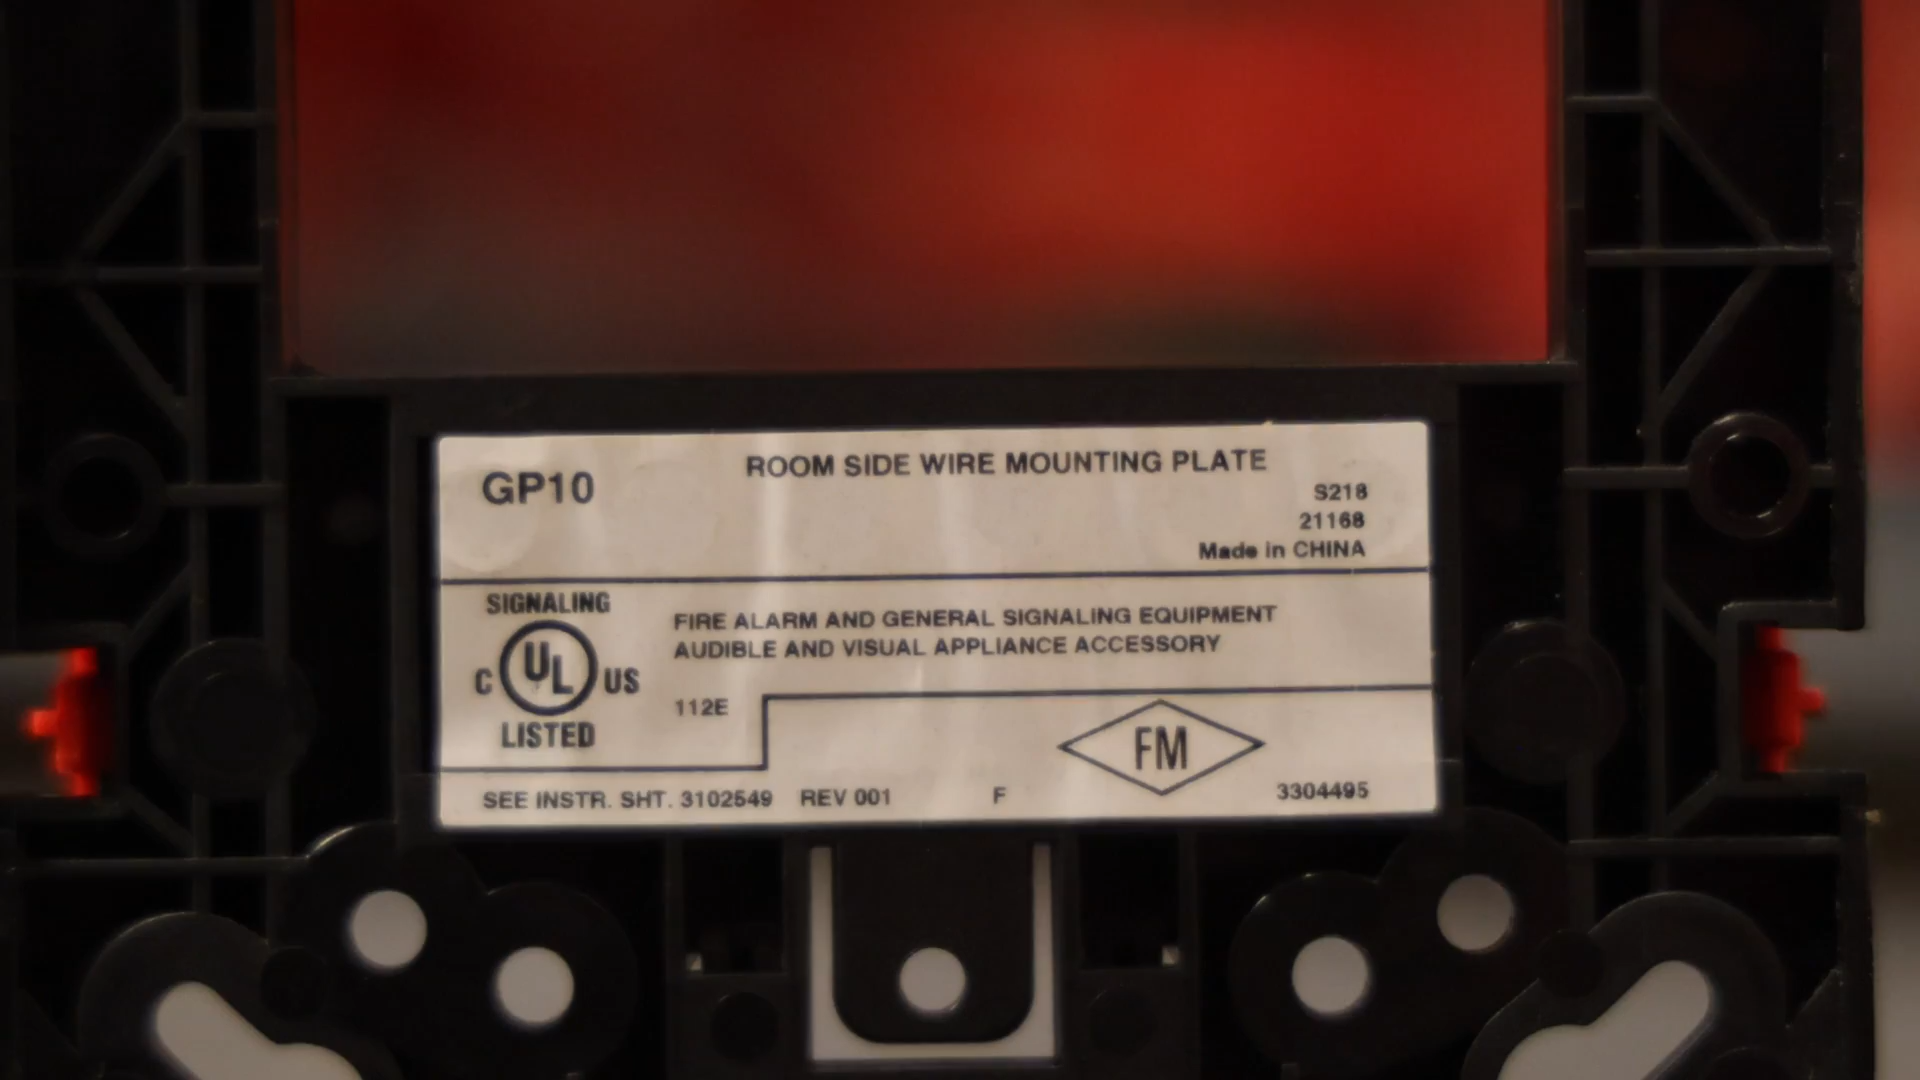 GP10
ROOM SIDE WIRE MOUNTING PLATE
S218
21168
Made in CHINA
SIGNALING
C UL US
LISTED
FIRE ALARM AND GENERAL SIGNALING EQUIPMENT
AUDIBLE AND VISUAL APPLIANCE ACCESSORY
112E
FM
SEE INSTR. SHT. 3102549 REV 001 F 3304495